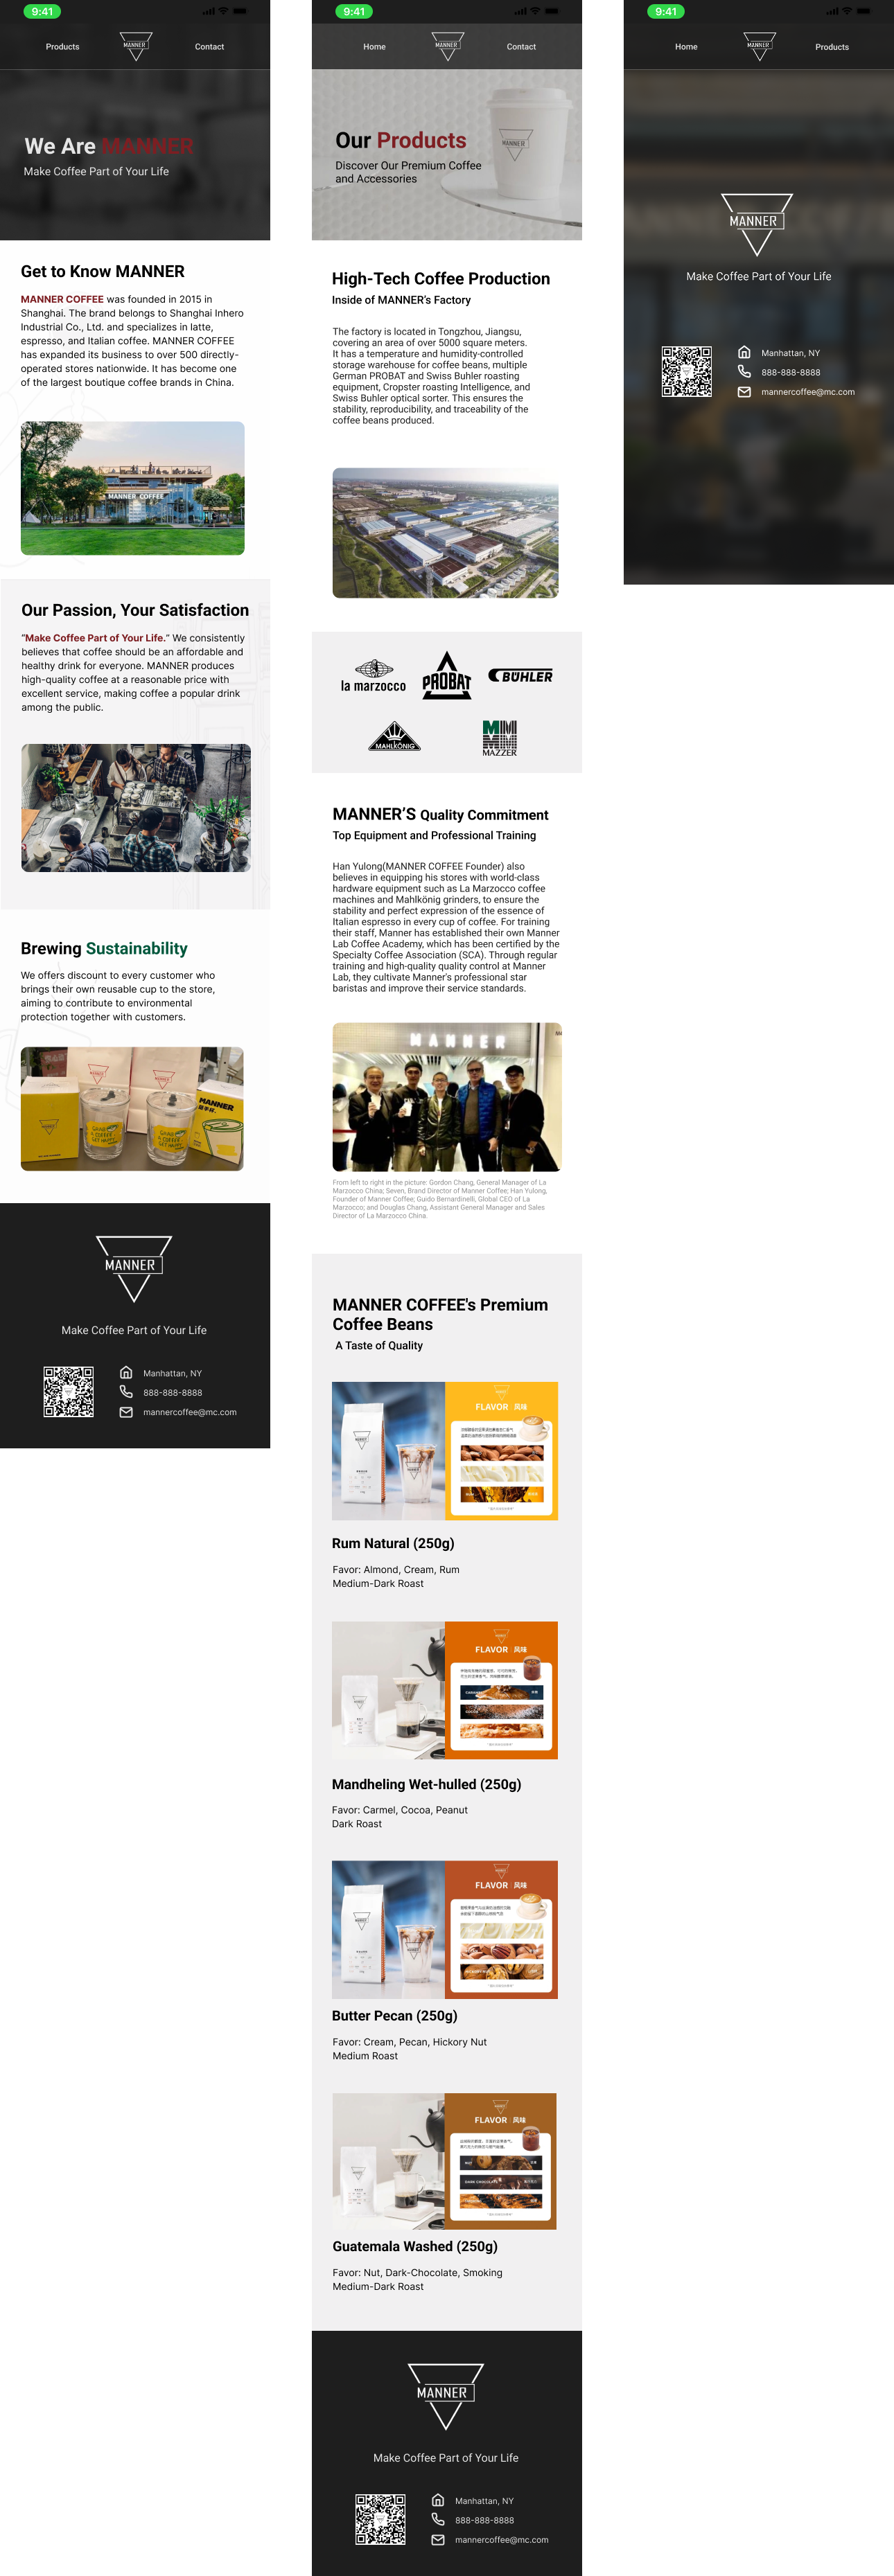 9:41
Products
MANNER
Contact
We Are MANNER
Make Coffee Part of Your Life
Get to Know MANNER
MANNER COFFEE was founded in 2015 in
Shanghai. The brand belongs to Shanghai Inhero
Industrial Co., Ltd. and specializes in latte,
espresso, and Italian coffee. MANNER COFFEE
has expanded its business to over 500 directly-
operated stores nationwide. It has become one
of the largest boutique coffee brands in China.
MANNER COFFEE
Our Passion, Your Satisfaction
“Make Coffee Part of Your Life.” We consistently
believes that coffee should be an affordable and
healthy drink for everyone. MANNER produces
high-quality coffee at a reasonable price with
excellent service, making coffee a popular drink
among the public.
Brewing Sustainability
We offers discount to every customer who
brings their own reusable cup to the store,
aiming to contribute to environmental
protection together with customers.
MANNER
GRAB
A COFFEE
GET HAPPY
GRAB
A COFFEE
GET HAPPY
MANNER
Make Coffee Part of Your Life
Manhattan, NY
888-888-8888
mannercoffee@mc.com
9:41
Home
MANNER
Contact
Our Products
Discover Our Premium Coffee
and Accessories
MANNER
High-Tech Coffee Production
Inside of MANNER's Factory
The factory is located in Tongzhou, Jiangsu,
covering an area of over 5000 square meters.
It has a temperature and humidity-controlled
storage warehouse for coffee beans, multiple
German PROBAT and Swiss Buhler roasting
equipment, Cropster roasting Intelligence, and
Swiss Buhler optical sorter. This ensures the
stability, reproducibility, and traceability of the
coffee beans produced.
la marzocco
PROBAT
BÜHLER
MAHLKÖNIG
MAZZER
MANNER’S Quality Commitment
Top Equipment and Professional Training
Han Yulong(MANNER COFFEE Founder) also
believes in equipping his stores with world-class
hardware equipment such as La Marzocco coffee
machines and Mahlkönig grinders, to ensure the
stability and perfect expression of the essence of
Italian espresso in every cup of coffee. For training
their staff, Manner has established their own Manner
Lab Coffee Academy, which has been certified by the
Specialty Coffee Association (SCA). Through regular
training and high-quality quality control at Manner
Lab, they cultivate Manner's professional star
baristas and improve their service standards.
MANNER
From left to right in the picture: Gordon Chang, General Manager of La
Marzocco China; Seven, Brand Director of Manner Coffee; Han Yulong,
Founder of Manner Coffee; Guido Bernardinelli, Global CEO of La
Marzocco; and Douglas Chang, Assistant General Manager and Sales
Director of La Marzocco China.
MANNER COFFEE's Premium
Coffee Beans
A Taste of Quality
MANNER
FLAVOR 风味
Rum Natural (250g)
Favor: Almond, Cream, Rum
Medium-Dark Roast
FLAVOR 风味
Mandheling Wet-hulled (250g)
Favor: Carmel, Cocoa, Peanut
Dark Roast
MANNER
FLAVOR 风味
Butter Pecan (250g)
Favor: Cream, Pecan, Hickory Nut
Medium Roast
FLAVOR 风味
DARK CHOCOLATE
Guatemala Washed (250g)
Favor: Nut, Dark-Chocolate, Smoking
Medium-Dark Roast
MANNER
Make Coffee Part of Your Life
Manhattan, NY
888-888-8888
mannercoffee@mc.com
9:41
Home
MANNER
Products
MANNER
Make Coffee Part of Your Life
Manhattan, NY
888-888-8888
mannercoffee@mc.com